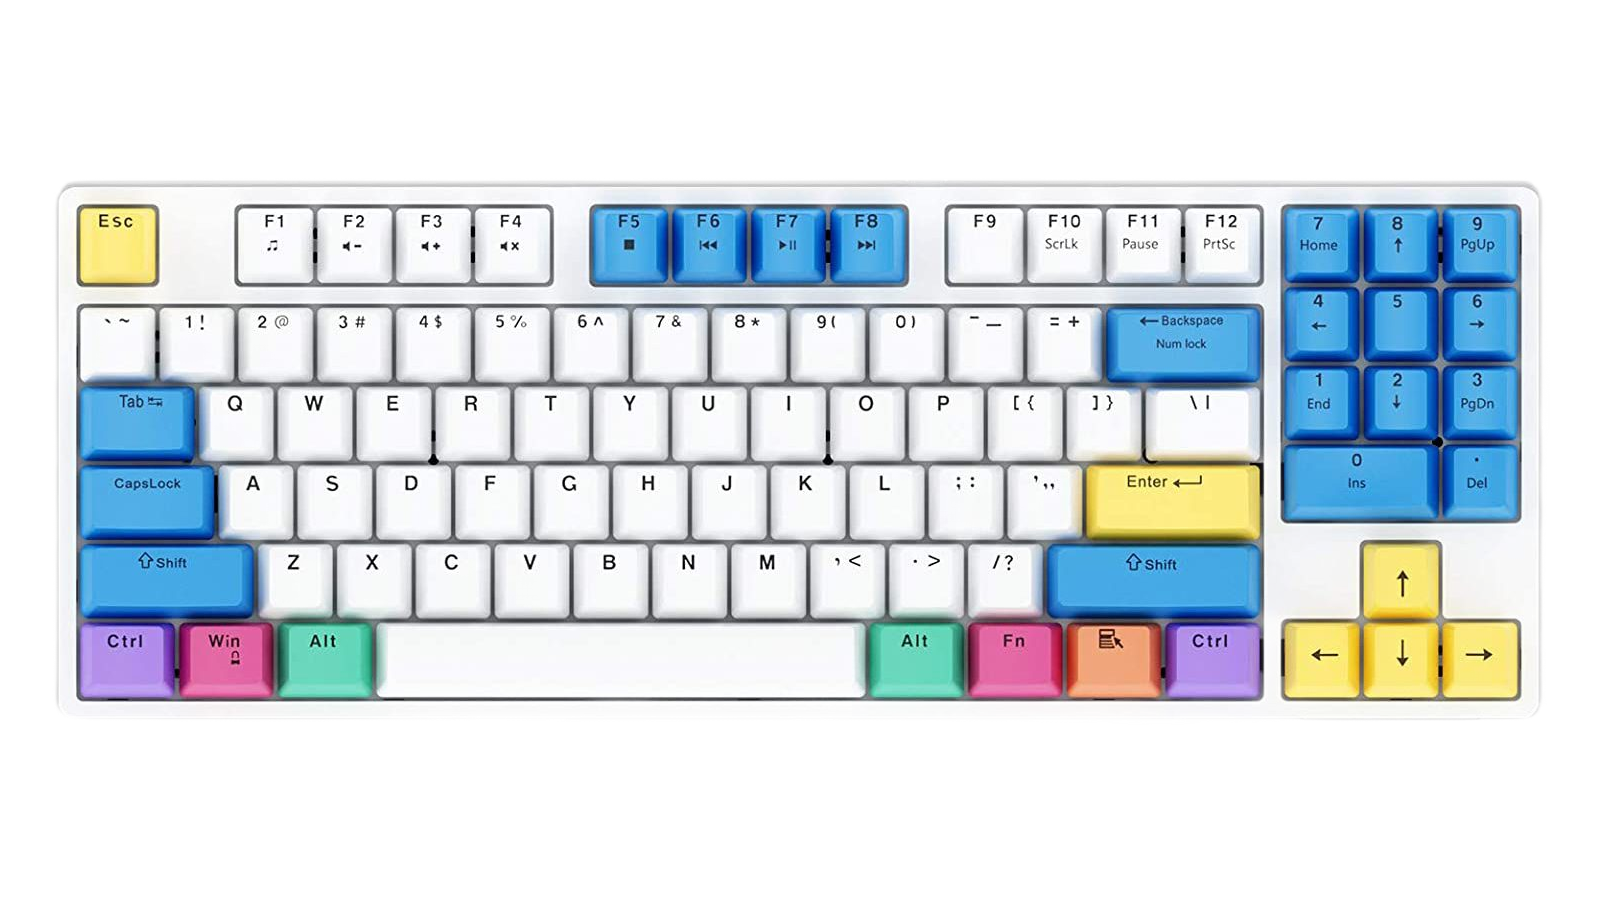 Esc F1 F2 F3 F4 F5 F6 F7 F8 F9 F10 F11 F12 7 8 9
ScrLk Pause PrtSc Home ↑ PgUp
` ~ 1 ! 2 @ 3 # 4 $ 5 % 6 ^ 7 & 8 * 9 ( 0 ) - — = + ← Backspace 4 5 6
Num lock ← →
Tab Q W E R T Y U I O P [ { ] } \ | 1 2 3
End ↓ PgDn
CapsLock A S D F G H J K L ; : ' ,, Enter 0 .
Ins Del
Shift Z X C V B N M , < . > / ? Shift ↑
Ctrl Win Alt Alt Fn Ctrl ← ↓ →